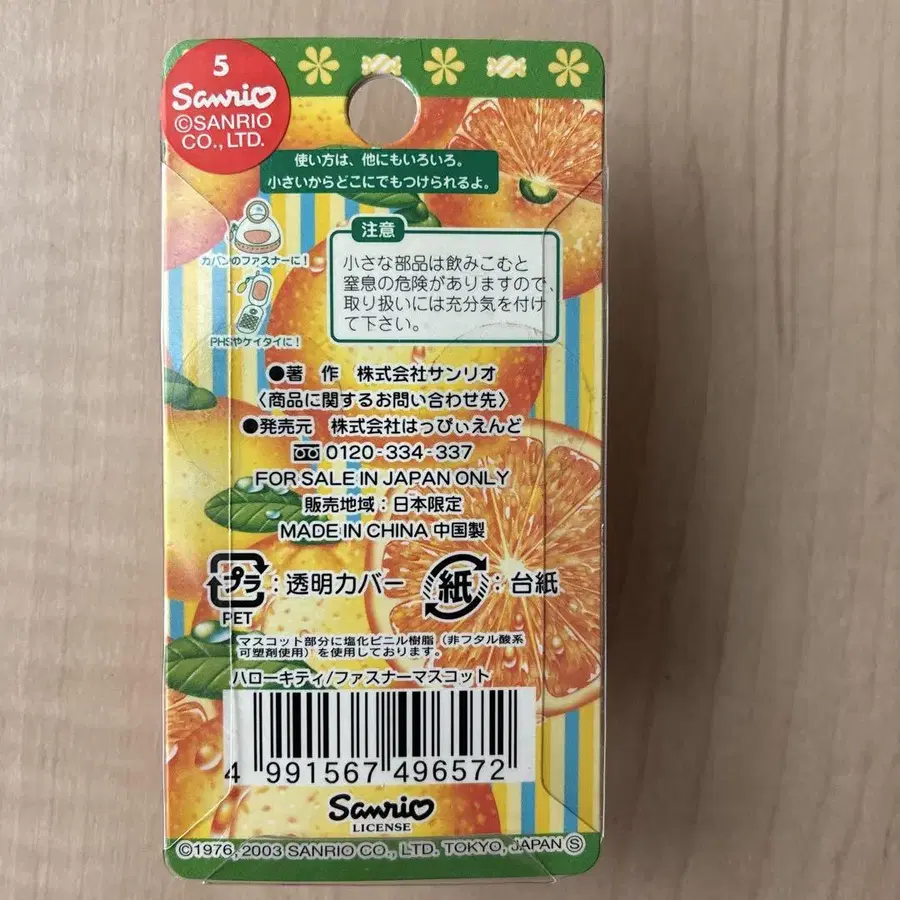 5
Sanrio
©SANRIO
CO., LTD.
使い方は、他にもいろいろ。
小さいからどこにでもつけられるよ。
カバンのファスナーに！
PHSやケイタイに！
注意
小さな部品は飲みこむと
窒息の危険がありますので、
取り扱いには充分気を付け
て下さい。
●著 作 株式会社サンリオ
〈商品に関するお問い合わせ先〉
●発売元 株式会社はっぴぃえんど
0120-334-337
FOR SALE IN JAPAN ONLY
販売地域：日本限定
MADE IN CHINA 中国製
プラ：透明カバー 紙：台紙
PET
マスコット部分に塩化ビニル樹脂（非フタル酸系
可塑剤使用）を使用しております。
ハローキティ/ファスナーマスコット
4 991567 496572
Sanrio
LICENSE
©1976, 2003 SANRIO CO., LTD. TOKYO, JAPAN Ⓢ